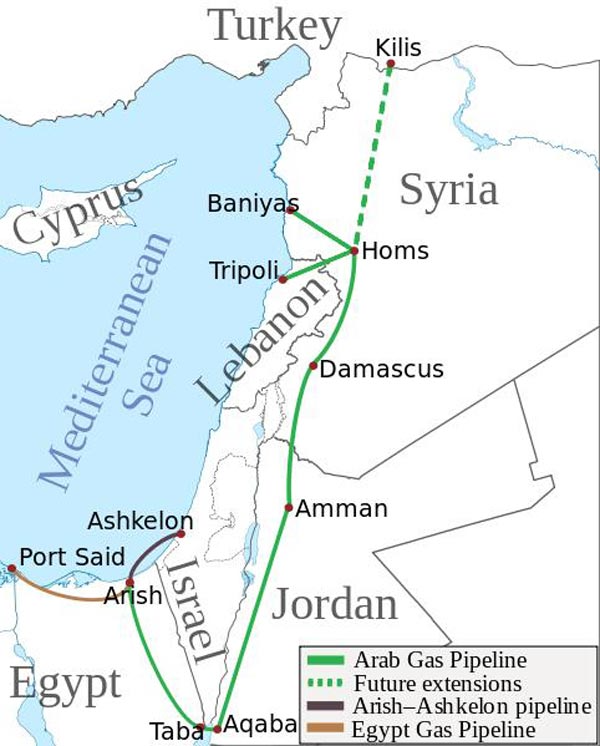 Turkey
Kilis
Cyprus
Syria
Baniyas
Homs
Tripoli
Mediterranean
Sea
Lebanon
Damascus
Amman
Ashkelon
Port Said
Arish
Israel
Jordan
Egypt
Taba
Aqaba
Arab Gas Pipeline
Future extensions
Arish–Ashkelon pipeline
Egypt Gas Pipeline